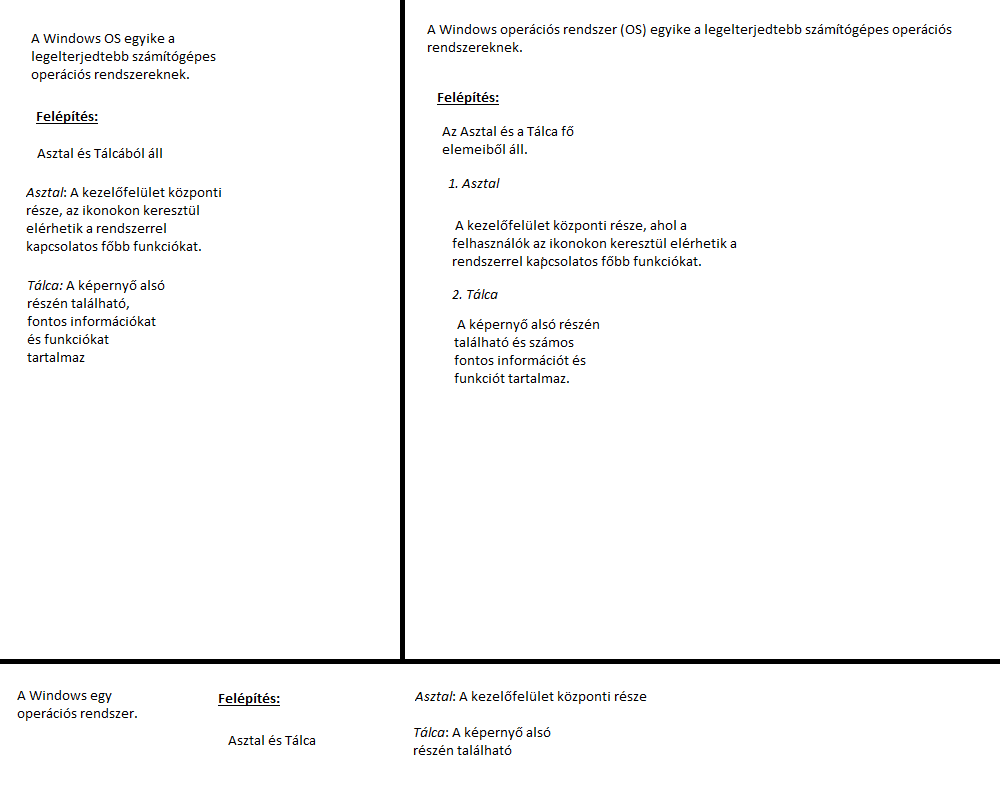 A Windows OS egyike a
legelterjedtebb számítógépes
operációs rendszereknek.
Felépítés:
Asztal és Tálcából áll
Asztal: A kezelőfelület központi
része, az ikonokon keresztül
elérhetik a rendszerrel
kapcsolatos főbb funkciókat.
Tálca: A képernyő alsó
részén található,
fontos információkat
és funkciókat
tartalmaz
A Windows operációs rendszer (OS) egyike a legelterjedtebb számítógépes operációs
rendszereknek.
Felépítés:
Az Asztal és a Tálca fő
elemeiből áll.
1. Asztal
A kezelőfelület központi része, ahol a
felhasználók az ikonokon keresztül elérhetik a
rendszerrel kapcsolatos főbb funkciókat.
2. Tálca
A képernyő alsó részén
található és számos
fontos információt és
funkciót tartalmaz.
A Windows egy
operációs rendszer.
Felépítés:
Asztal és Tálca
Asztal: A kezelőfelület központi része
Tálca: A képernyő alsó
részén található